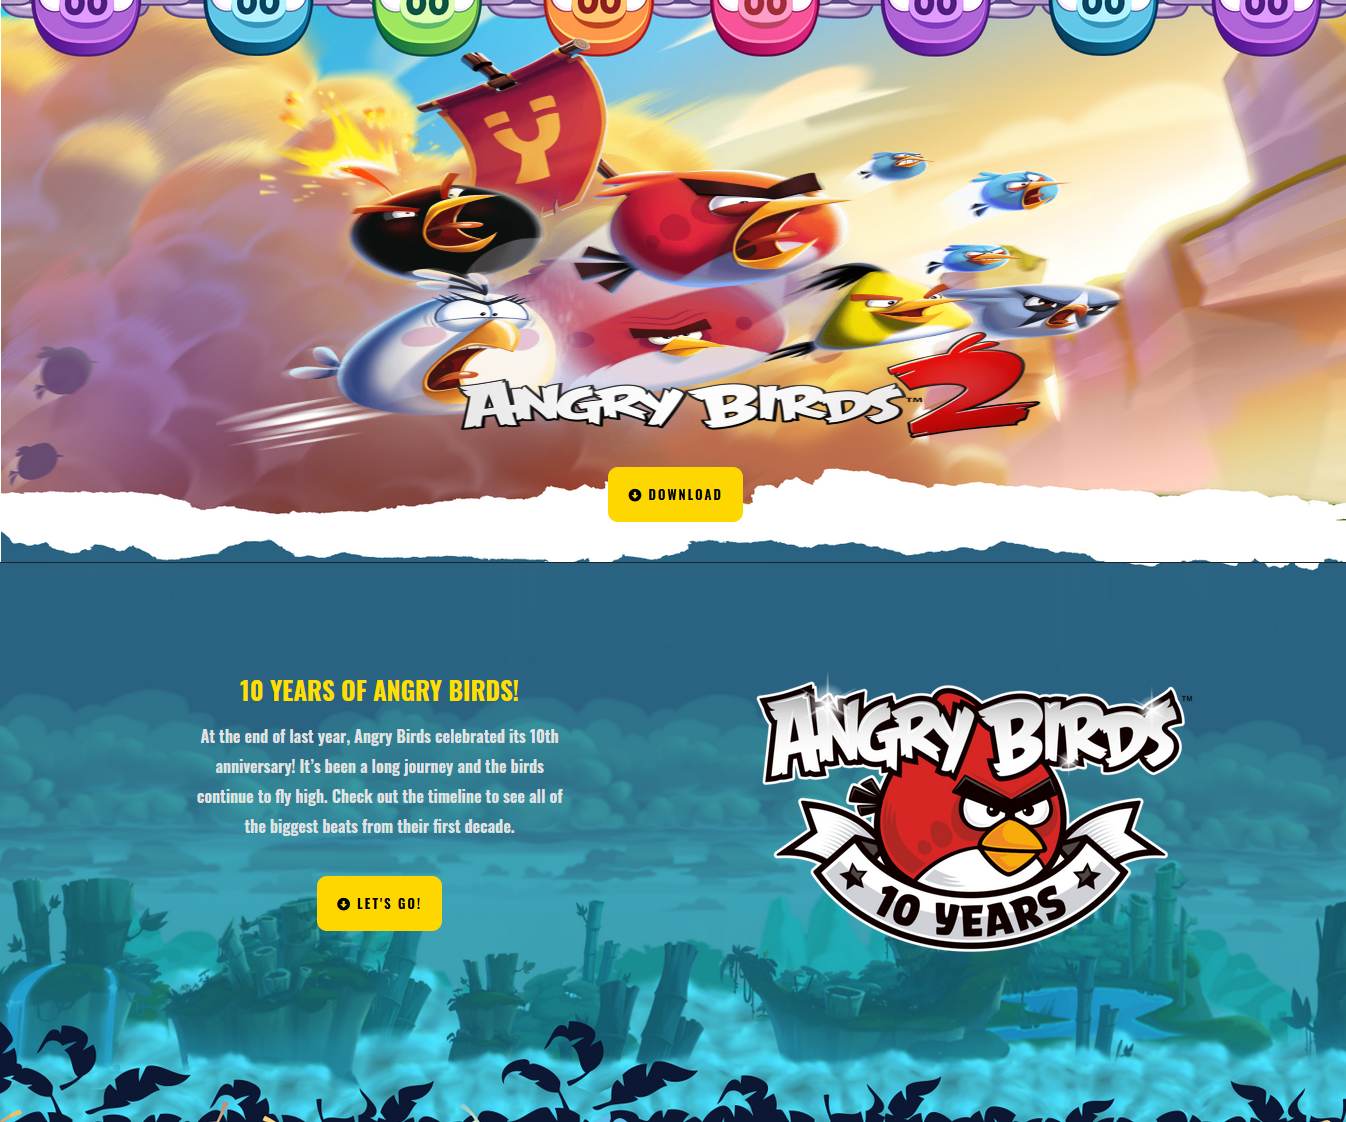 ANGRY BIRDS™ 2
DOWNLOAD
10 YEARS OF ANGRY BIRDS!
At the end of last year, Angry Birds celebrated its 10th
anniversary! It's been a long journey and the birds
continue to fly high. Check out the timeline to see all of
the biggest beats from their first decade.
LET'S GO!
ANGRY BIRDS™
10 YEARS